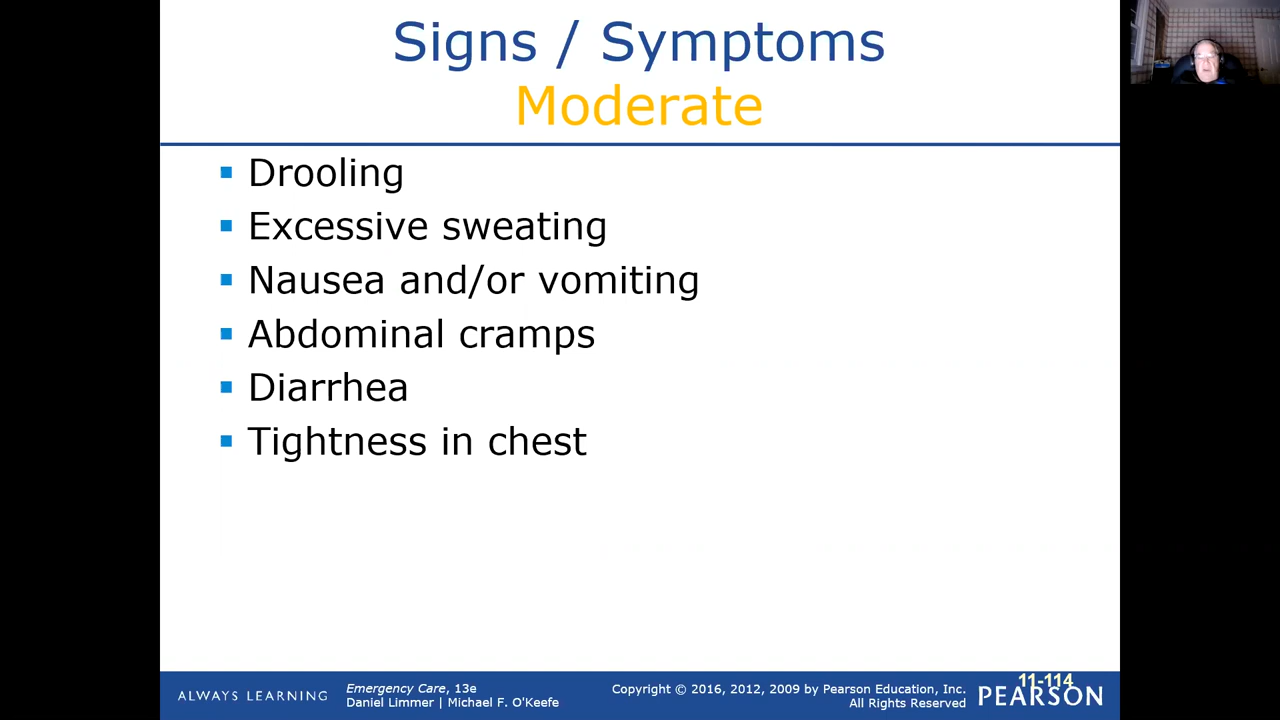 Signs / Symptoms
Moderate
Drooling
Excessive sweating
Nausea and/or vomiting
Abdominal cramps
Diarrhea
Tightness in chest
ALWAYS LEARNING
Emergency Care, 13e
Daniel Limmer | Michael F. O'Keefe
Copyright © 2016, 2012, 2009 by Pearson Education, Inc.
All Rights Reserved
11-114
PEARSON